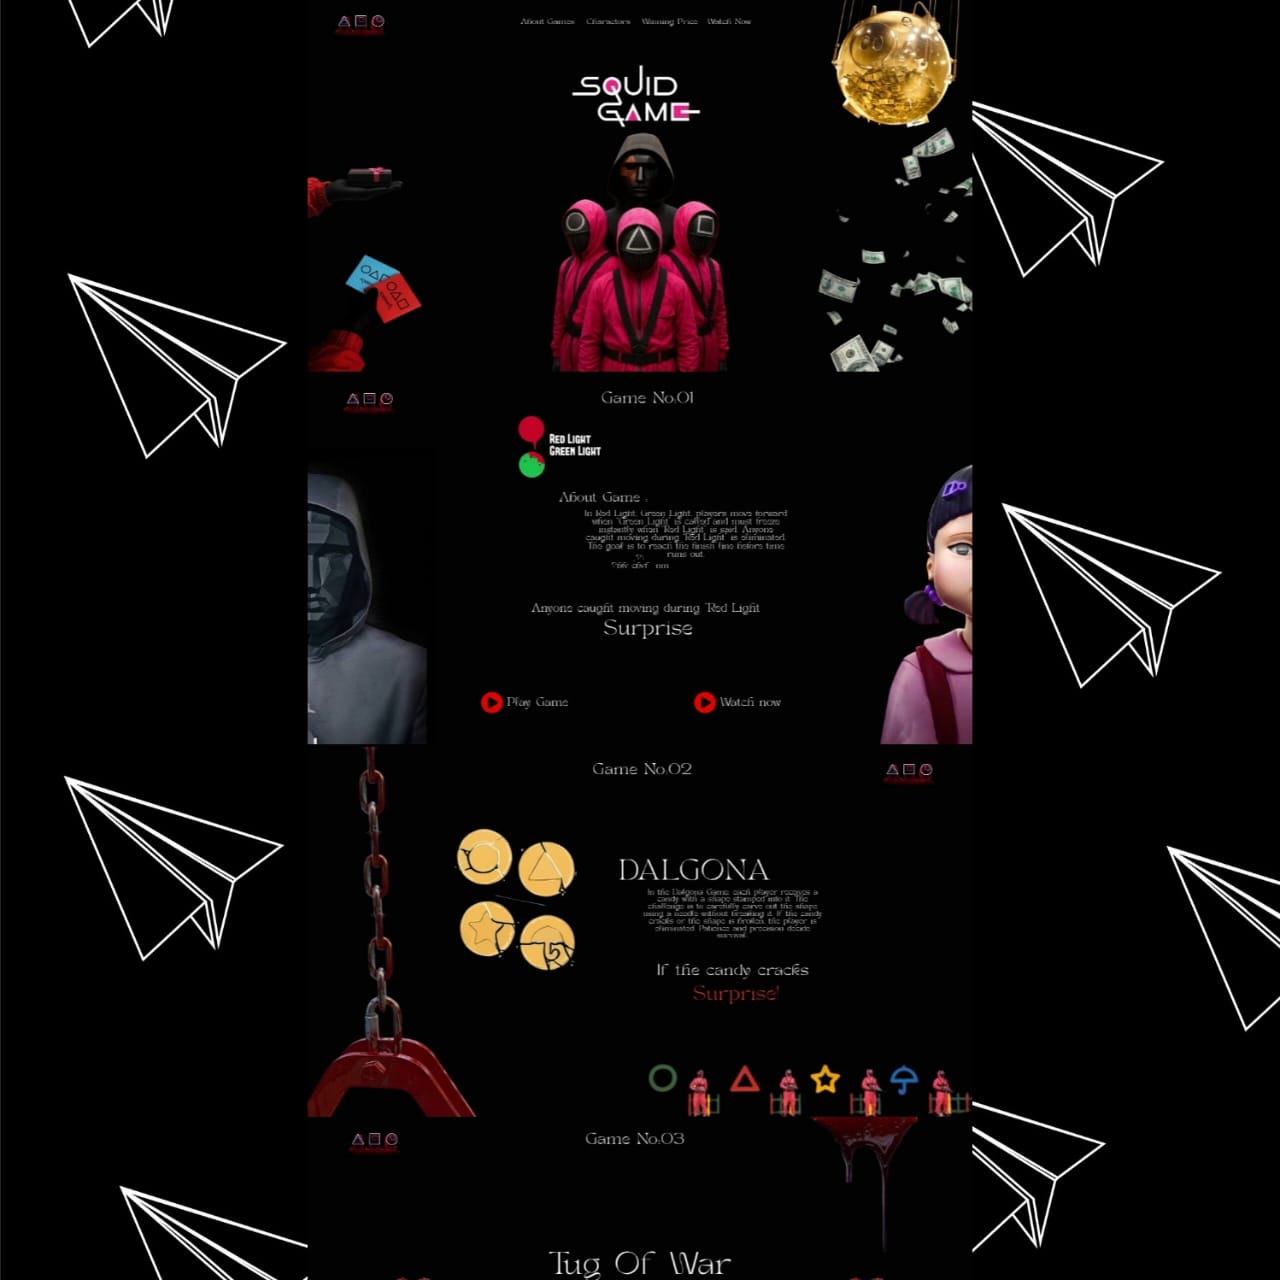 About Games Charactors Winning Price Watch Now
SQUID
GAME
Game No:01
RED LIGHT
GREEN LIGHT
About Game :
In Red Light, Green Light, players move forward
when "Green Light" is called and must freeze
instantly when "Red Light" is said. Anyone
caught moving during "Red Light" is eliminated.
The goal is to reach the finish line before time
runs out.
Anyone caught moving during "Red Light
Surprise
Play Game Watch now
Game No:02
DALGONA
In the Dalgona Game, each player receives a
candy with a shape stamped into it. The
challenge is to carefully carve out the shape
using a needle without breaking it. If the candy
cracks or the shape is broken, the player is
eliminated. Patience and precision decide
survival.
If the candy cracks
Surprise!
Game No:03
Tug Of War